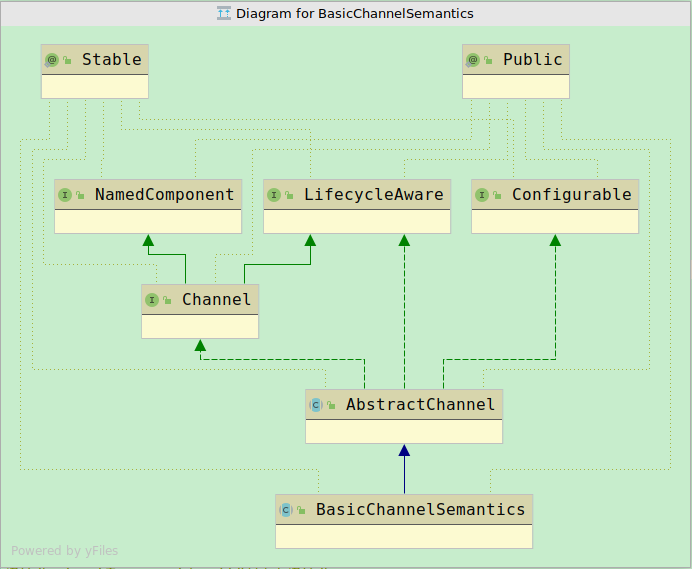 Diagram for BasicChannelSemantics
@ Stable
@ Public
I NamedComponent
I LifecycleAware
I Configurable
I Channel
C AbstractChannel
C BasicChannelSemantics
Powered by yFiles